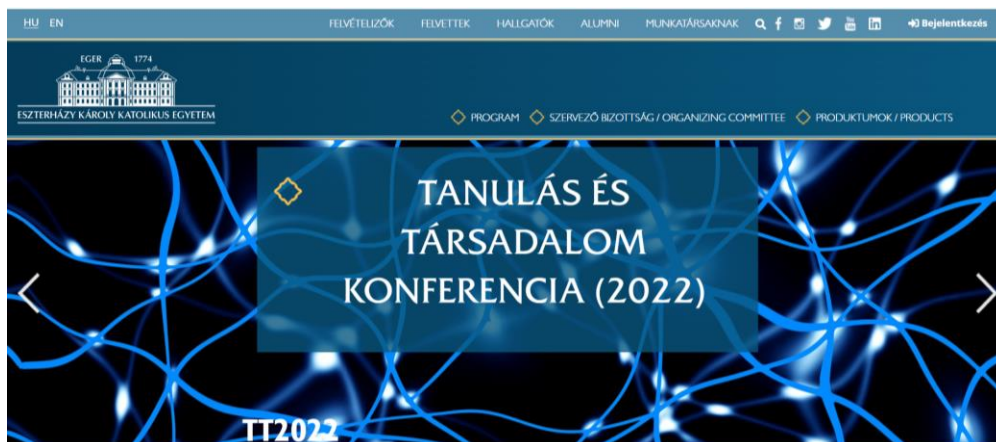 HU EN FELVÉTELIZŐK FELVETTEK HALLGATÓK ALUMNI MUNKATÁRSAKNAK Bejelentkezés
EGER 1774
ESZTERHÁZY KÁROLY KATOLIKUS EGYETEM
PROGRAM SZERVEZŐ BIZOTTSÁG / ORGANIZING COMMITTEE PRODUKTUMOK / PRODUCTS
TANULÁS ÉS
TÁRSADALOM
KONFERENCIA (2022)
TT2022